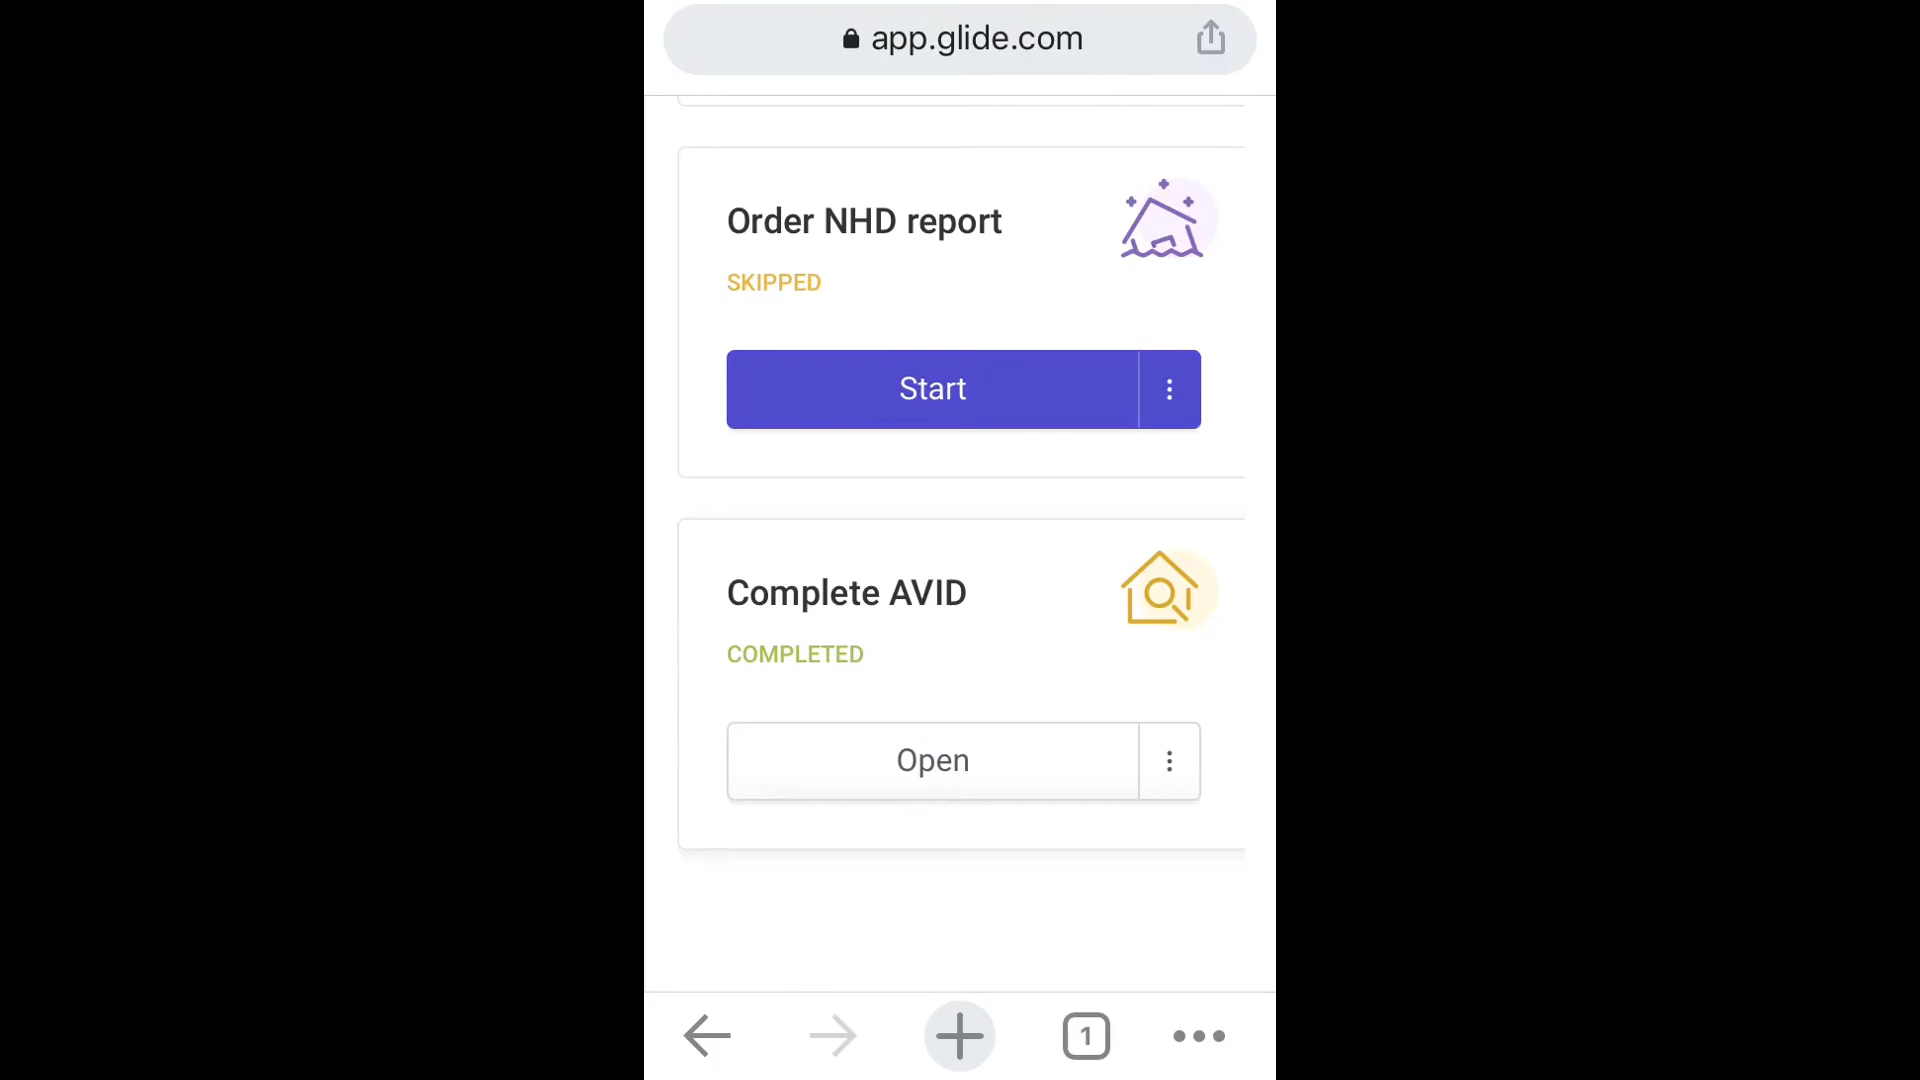 app.glide.com
Order NHD report
SKIPPED
Start
Complete AVID
COMPLETED
Open
1